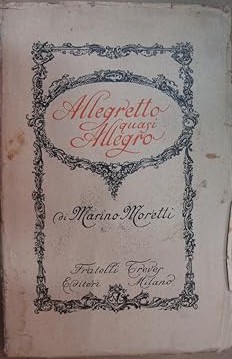 Allegretto
quasi
Allegro
di Marino Moretti
Fratelli Treves
Editori Milano